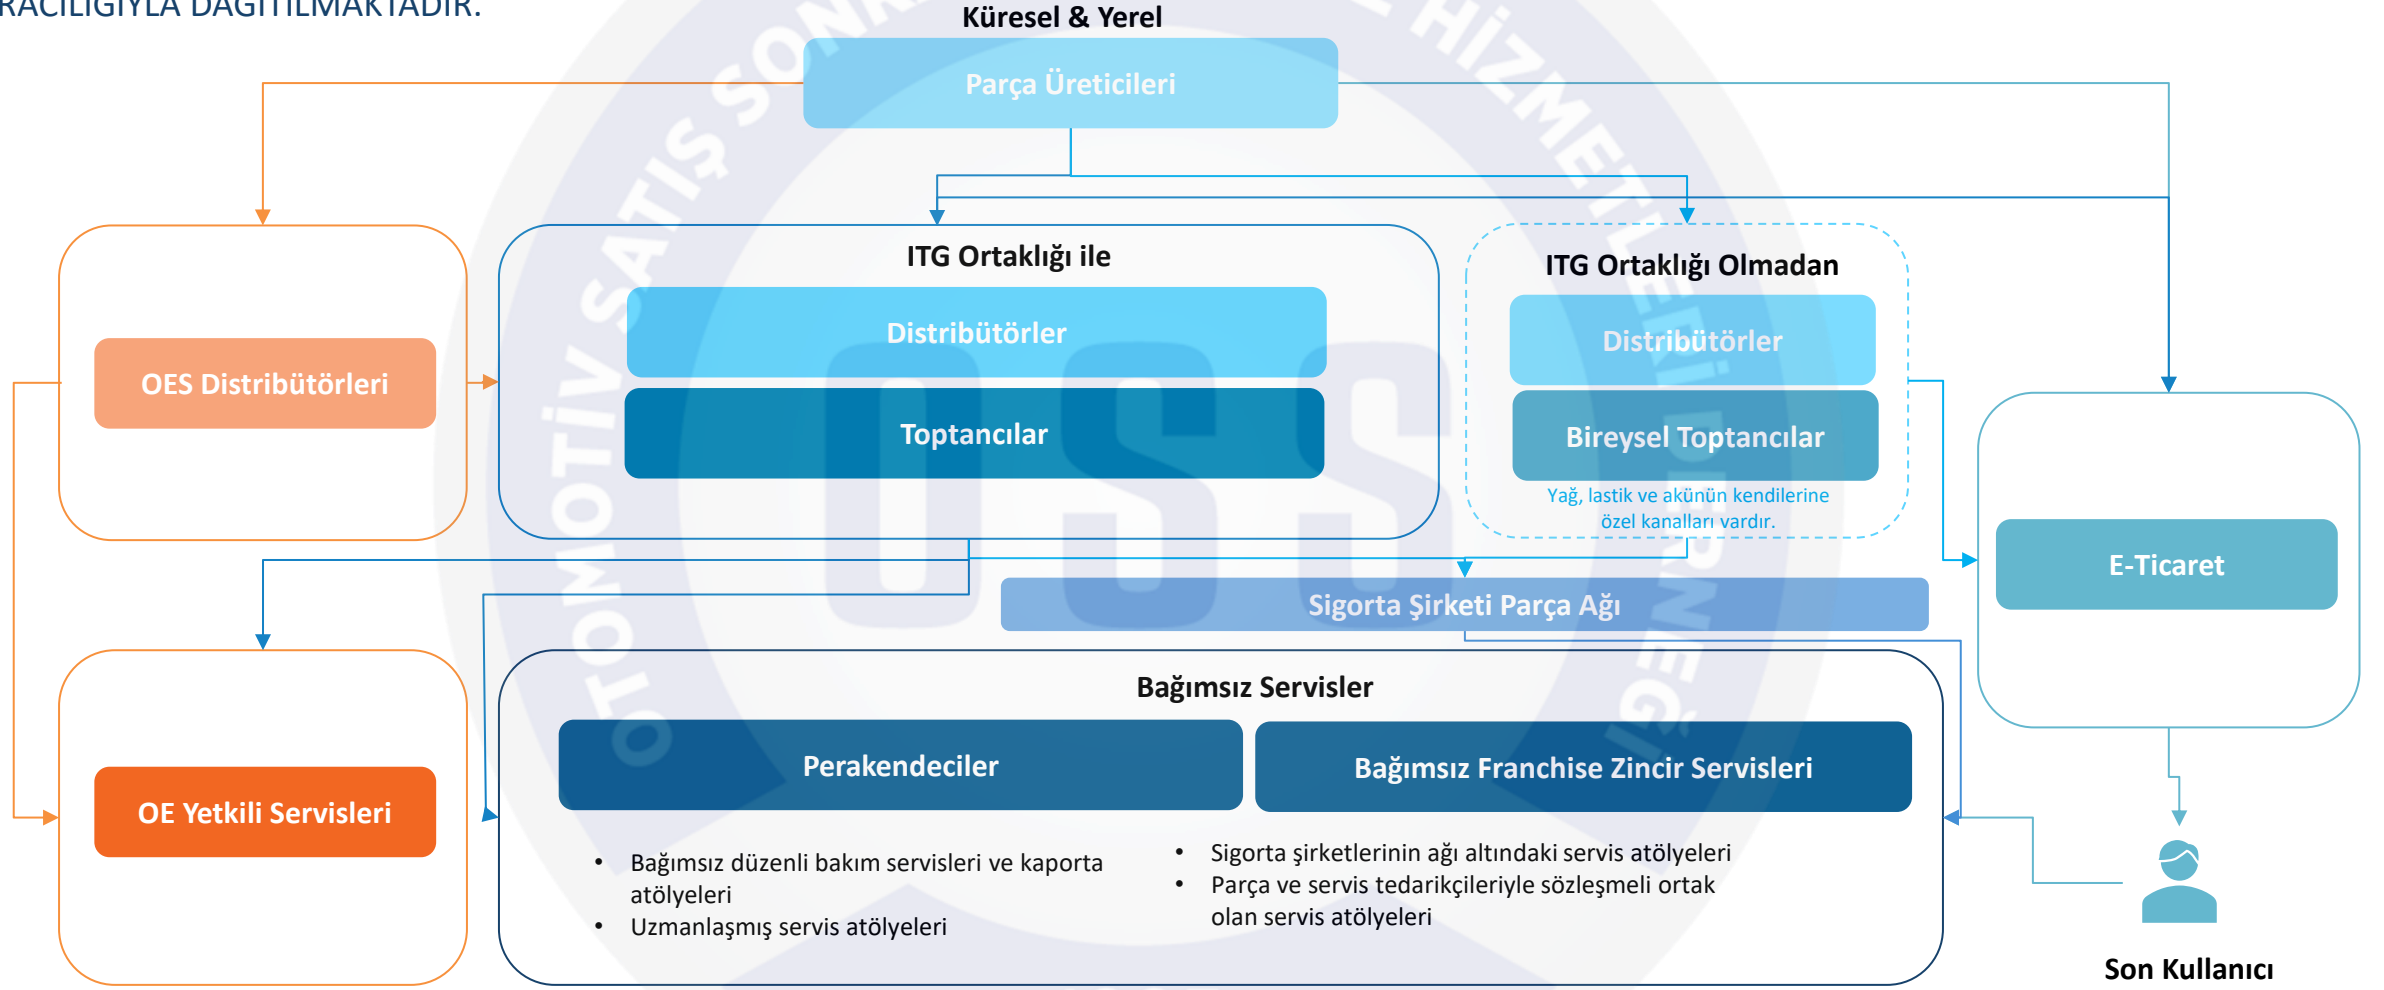 RACILIĞIYLA DAĞITILMAKTADIR.
Küresel & Yerel
Parça Üreticileri
ITG Ortaklığı ile
Distribütörler
Toptancılar
ITG Ortaklığı Olmadan
Distribütörler
Bireysel Toptancılar
Yağ, lastik ve akünün kendilerine
özel kanalları vardır.
OES Distribütörleri
E-Ticaret
Sigorta Şirketi Parça Ağı
Bağımsız Servisler
Perakendeciler
Bağımsız Franchise Zincir Servisleri
OE Yetkili Servisleri
• Bağımsız düzenli bakım servisleri ve kaporta
atölyeleri
• Uzmanlaşmış servis atölyeleri
• Sigorta şirketlerinin ağı altındaki servis atölyeleri
• Parça ve servis tedarikçileriyle sözleşmeli ortak
olan servis atölyeleri
Son Kullanıcı
OSS